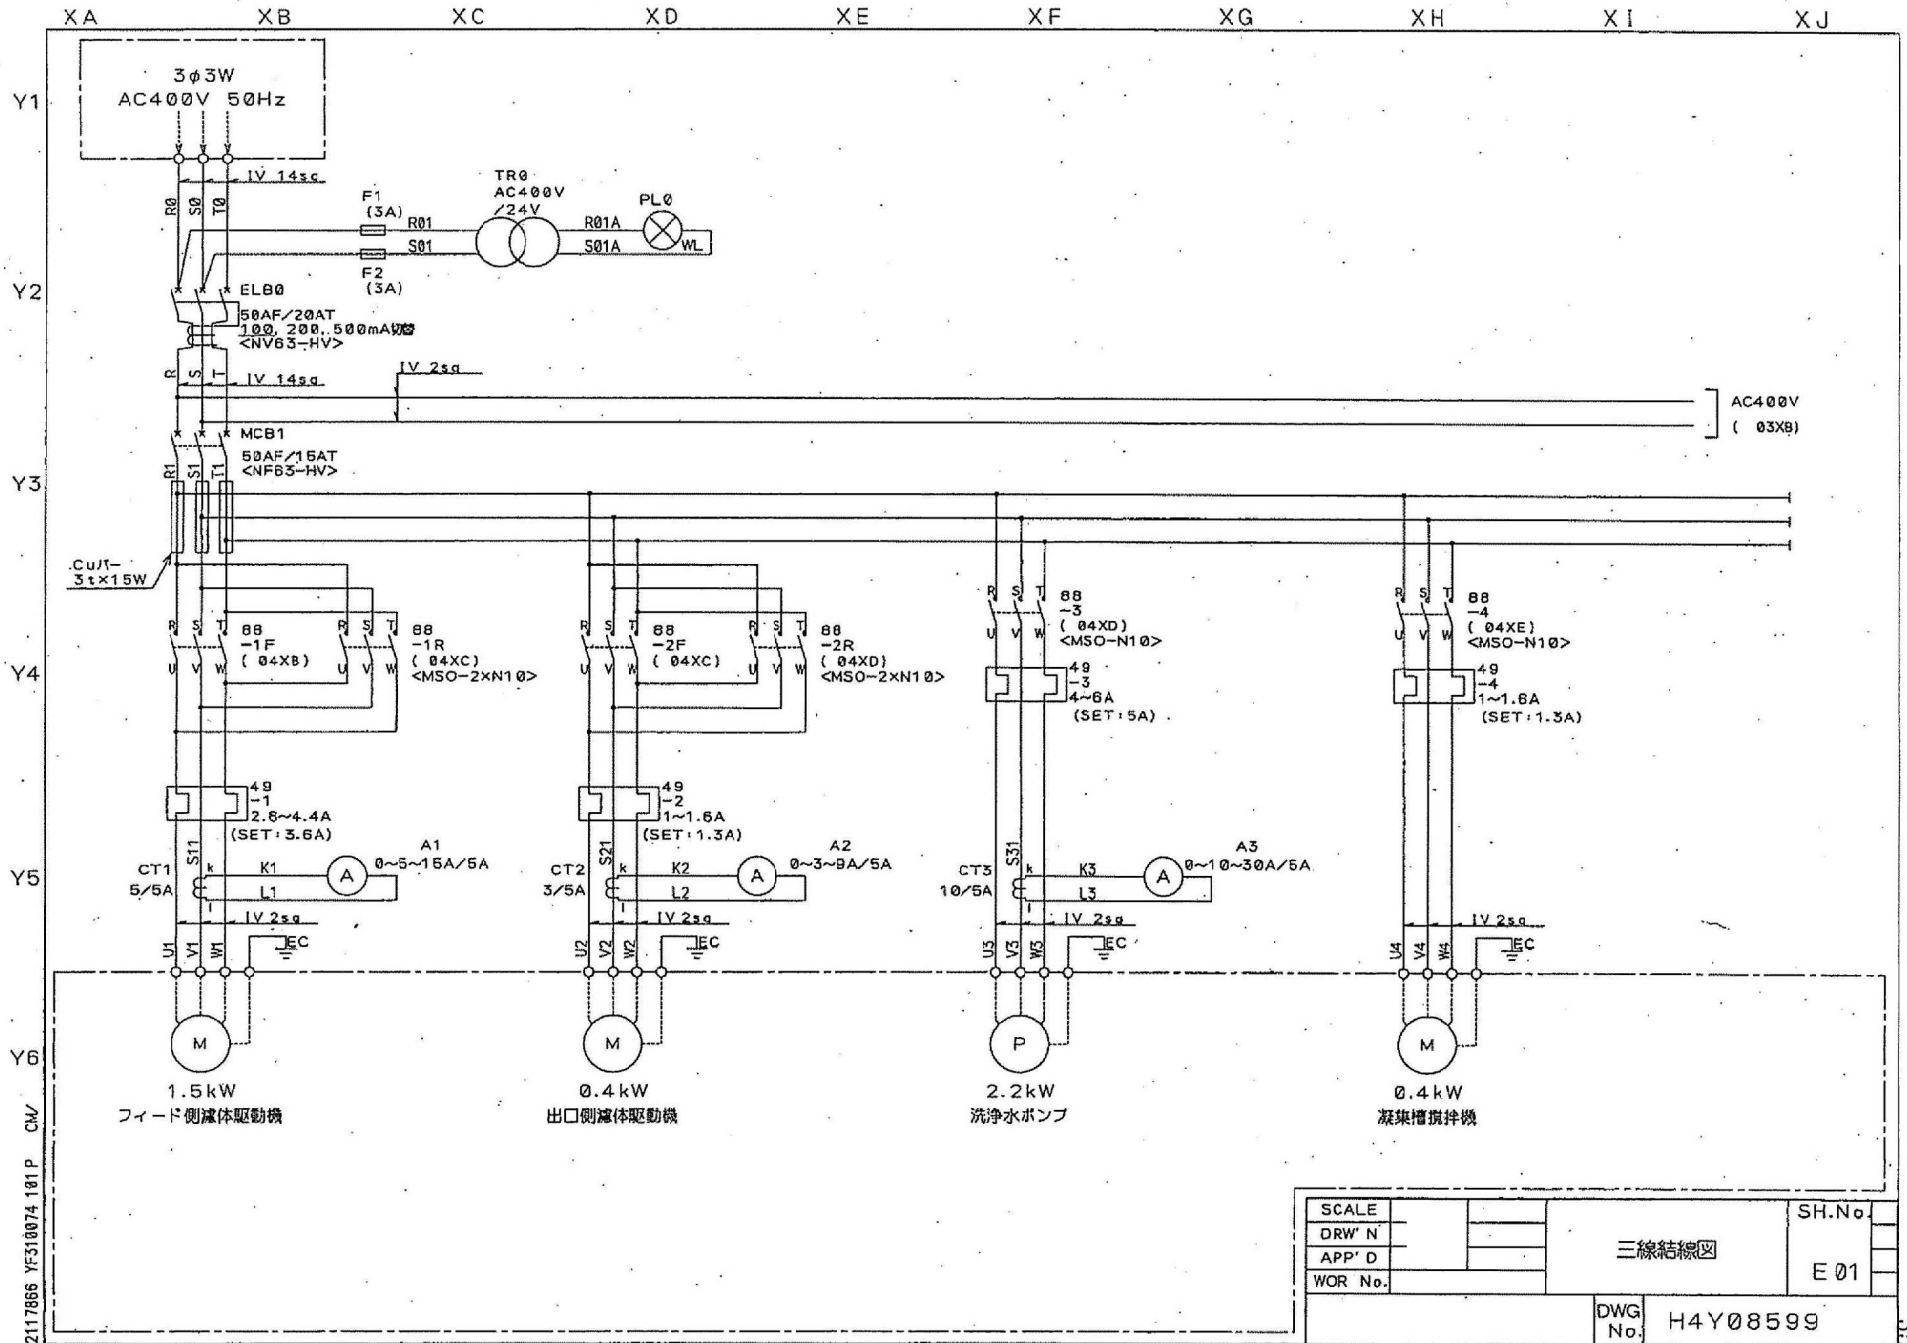 XA XB XC XD XE XF XG XH XI XJ
Y1
3φ3W
AC400V 50Hz
IV 14sq
R0 S0 T0
F1
(3A)
R01
S01
F2
(3A)
TR0
AC400V
/24V
R01A
S01A
PL0
WL
Y2
ELB0
50AF/20AT
100, 200, 500mA切替
<NV63-HV>
R S T
IV 14sq
IV 2sq
AC400V
( 03XB)
MCB1
50AF/15AT
<NF63-HV>
R1 S1 T1
Y3
Cuバー
3t×15W
R S T
U V W
88
-1F
( 04XB)
R S T
U V W
88
-1R
( 04XC)
<MSO-2×N10>
R S T
U V W
88
-2F
( 04XC)
R S T
U V W
88
-2R
( 04XD)
<MSO-2×N10>
R S T
U V W
88
-3
( 04XD)
<MSO-N10>
R S T
U V W
88
-4
( 04XE)
<MSO-N10>
Y4
49
-3
4~6A
(SET:5A)
49
-4
1~1.6A
(SET:1.3A)
49
-1
2.8~4.4A
(SET:3.6A)
49
-2
1~1.6A
(SET:1.3A)
Y5
CT1
5/5A
S11
k
l
K1
L1
A
A1
0~5~15A/5A
CT2
3/5A
S21
k
l
K2
L2
A
A2
0~3~9A/5A
CT3
10/5A
S31
k
l
K3
L3
A
A3
0~10~30A/5A
IV 2sq
IV 2sq
IV 2sq
IV 2sq
U1 V1 W1
EC
U2 V2 W2
EC
U3 V3 W3
EC
U4 V4 W4
EC
Y6
M
M
P
M
1.5kW
フィード側濾体駆動機
0.4kW
出口側濾体駆動機
2.2kW
洗浄水ポンプ
0.4kW
凝集槽撹拌機
2117866 YF310074 101P CM/
SCALE
DRW'N
APP'D
WOR No.
三線結線図
SH.No.
E 01
DWG
No.
H4Y08599